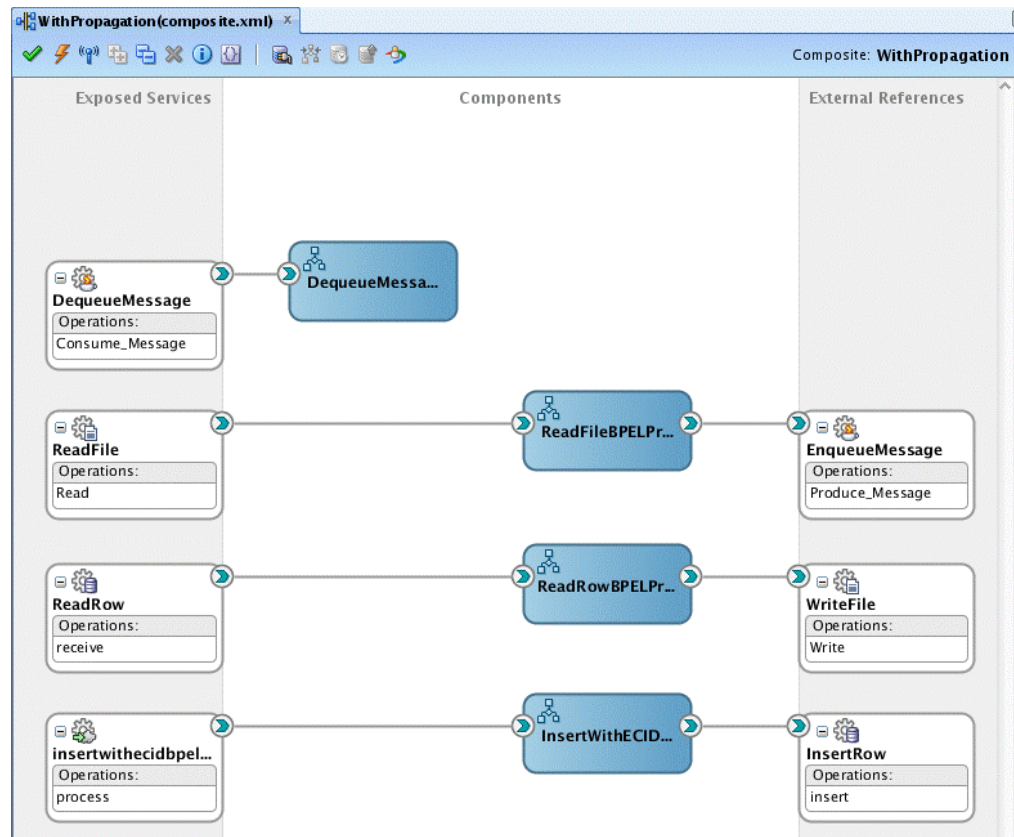 WithPropagation(composite.xml)
Composite: WithPropagation
Exposed Services
Components
External References
DequeueMessage
Operations:
Consume_Message
DequeueMessa...
ReadFile
Operations:
Read
ReadFileBPELPr...
EnqueueMessage
Operations:
Produce_Message
ReadRow
Operations:
receive
ReadRowBPELPr...
WriteFile
Operations:
Write
insertwithecidbpel...
Operations:
process
InsertWithECID...
InsertRow
Operations:
insert